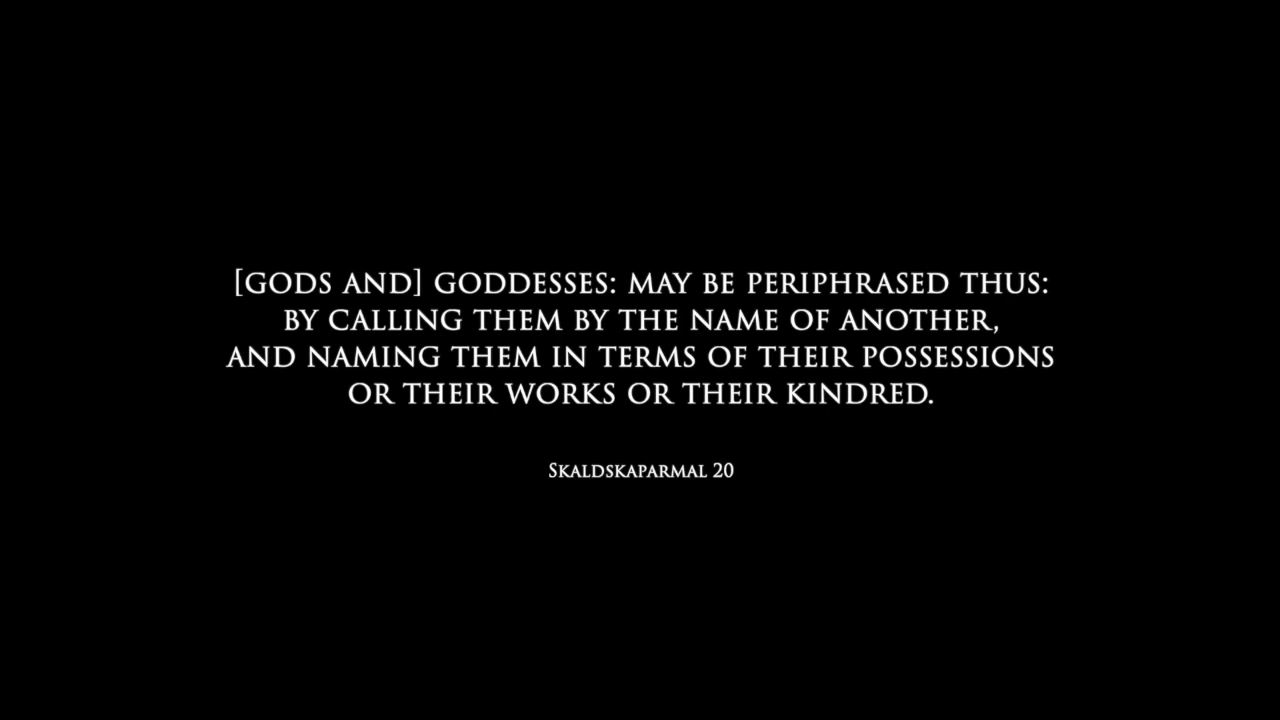 [GODS AND] GODDESSES: MAY BE PERIPHRASED THUS:
BY CALLING THEM BY THE NAME OF ANOTHER,
AND NAMING THEM IN TERMS OF THEIR POSSESSIONS
OR THEIR WORKS OR THEIR KINDRED.
SKALDSKAPARMAL 20